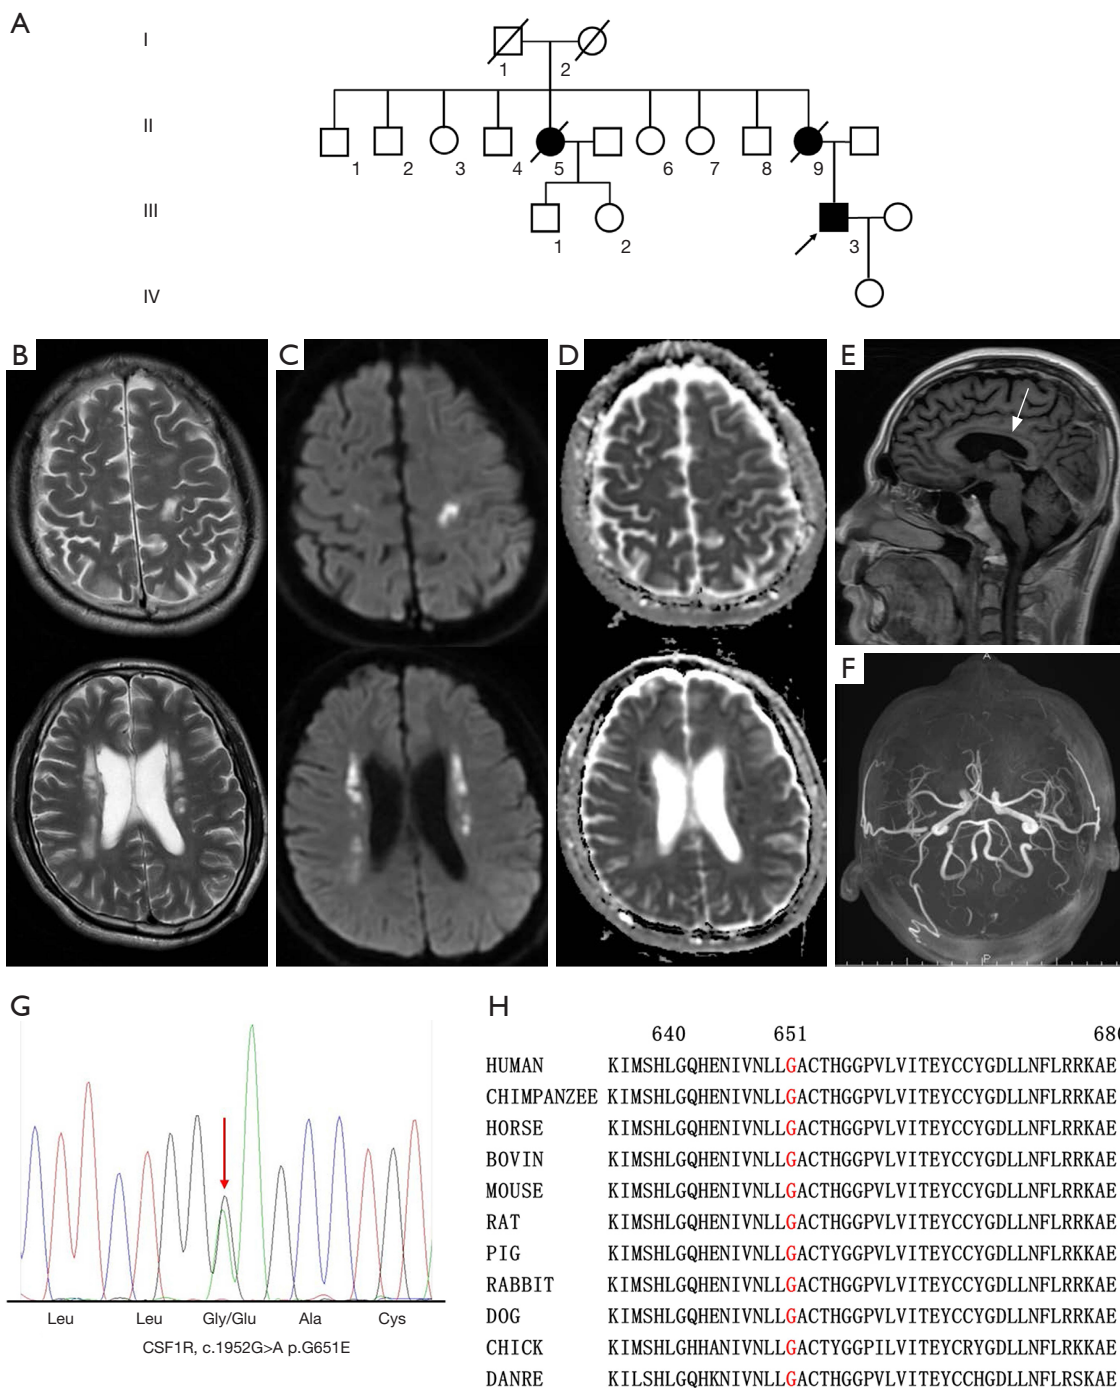 A
I
1 2
II
1 2 3 4 5 6 7 8 9
III
1 2 3
IV
B C D E
A
F
P
G
Leu Leu Gly/Glu Ala Cys
CSF1R, c.1952G>A p.G651E
H
640 651 680
HUMAN KIMSHLGQHENIVNLLGACTHGGPVLVITEYCCYGDLLNFLRRKAE
CHIMPANZEE KIMSHLGQHENIVNLLGACTHGGPVLVITEYCCYGDLLNFLRRKAE
HORSE KIMSHLGQHENIVNLLGACTHGGPVLVITEYCCYGDLLNFLRRKAE
BOVIN KIMSHLGQHENIVNLLGACTHGGPVLVITEYCCYGDLLNFLRRKAE
MOUSE KIMSHLGQHENIVNLLGACTHGGPVLVITEYCCYGDLLNFLRRKAE
RAT KIMSHLGQHENIVNLLGACTHGGPVLVITEYCCYGDLLNFLRRKAE
PIG KIMSHLGQHENIVNLLGACTYGGPVLVITEYCCYGDLLNFLRKKAE
RABBIT KIMSHLGQHENIVNLLGACTHGGPVLVITEYCCYGDLLNFLRRKAE
DOG KIMSHLGQHENIVNLLGACTHGGPVLVITEYCCYGDLLNFLRRKAE
CHICK KIMSHLGHHANIVNLLGACTYGGPILVITEYCRYGDLLNFLRRKAE
DANRE KILSHLGQHKNIVNLLGACTHGGPVLVITEYCCHGDLLNFLRSKAE